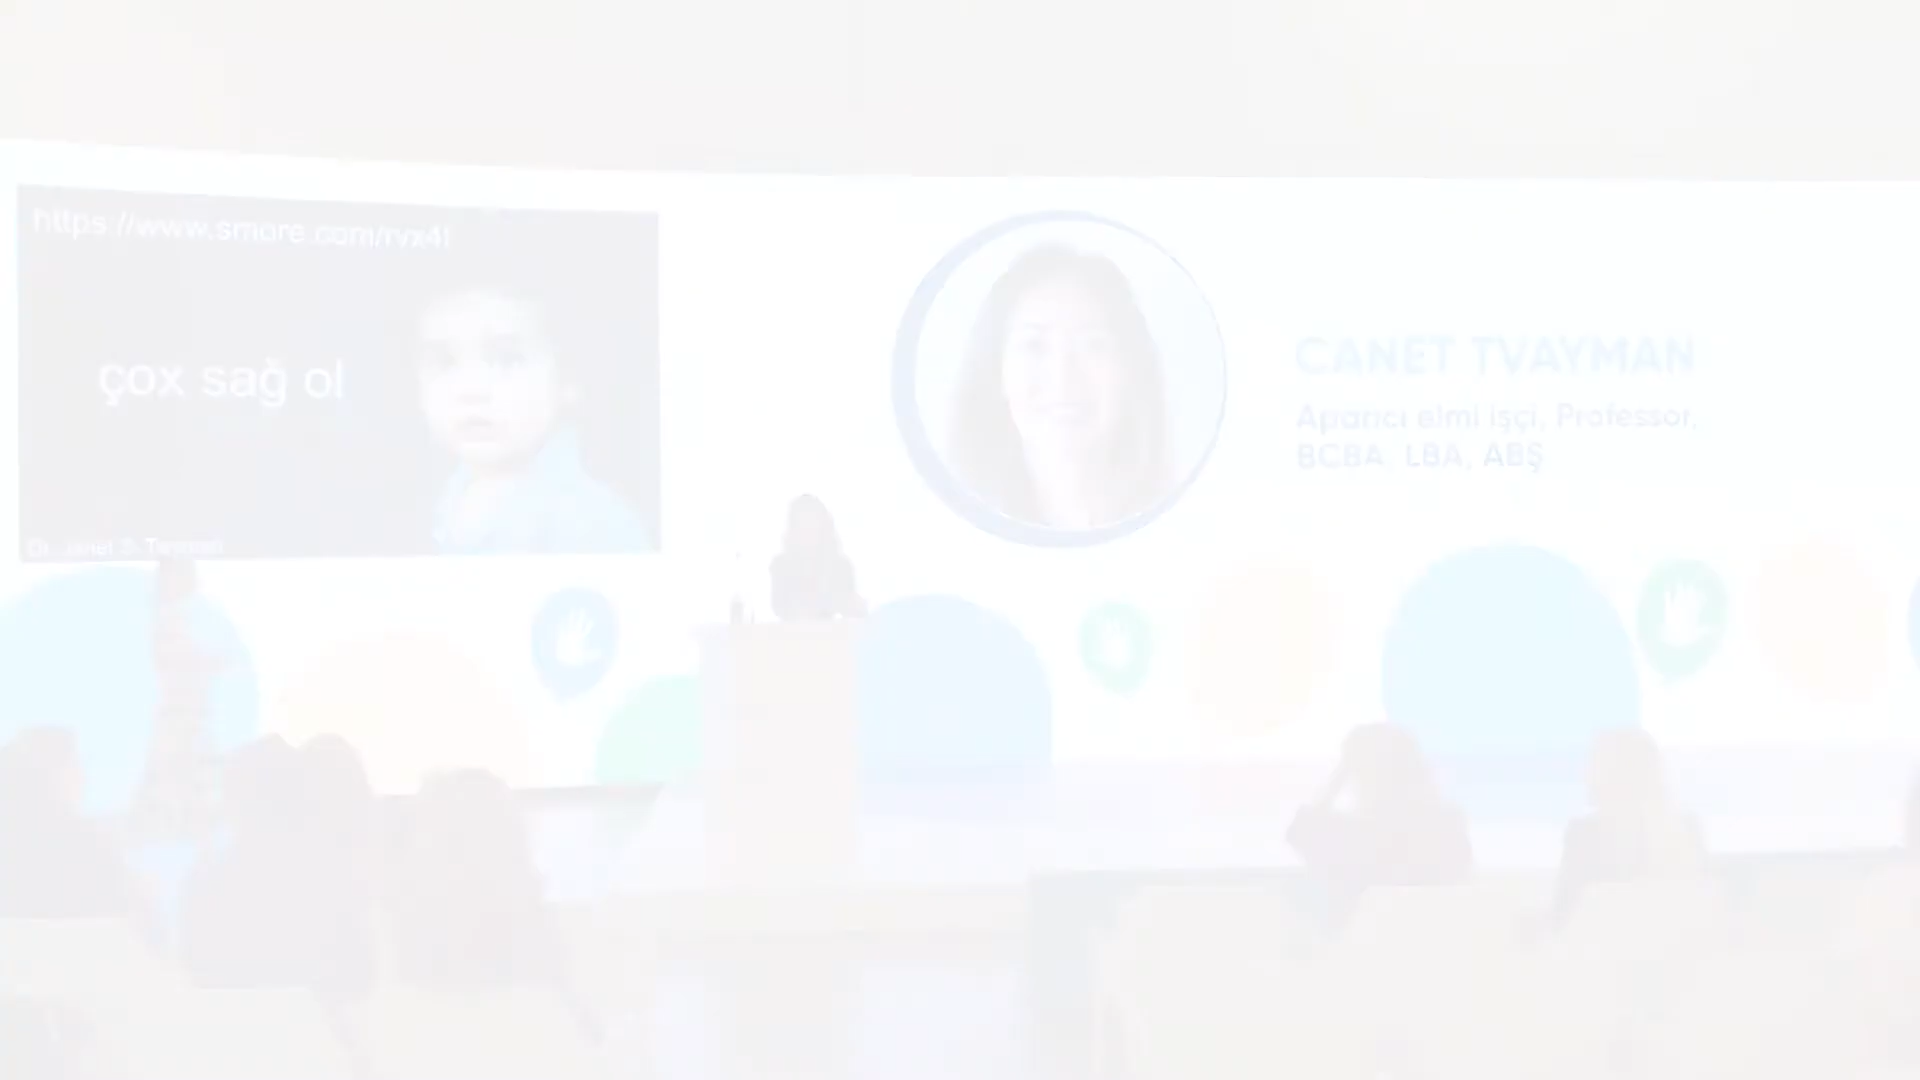 https://www.smore.com/rvx4l
çox sağ ol
CANET TVAYMAN
Aparıcı elmi işçi, Professor,
BCBA, LBA, ABŞ